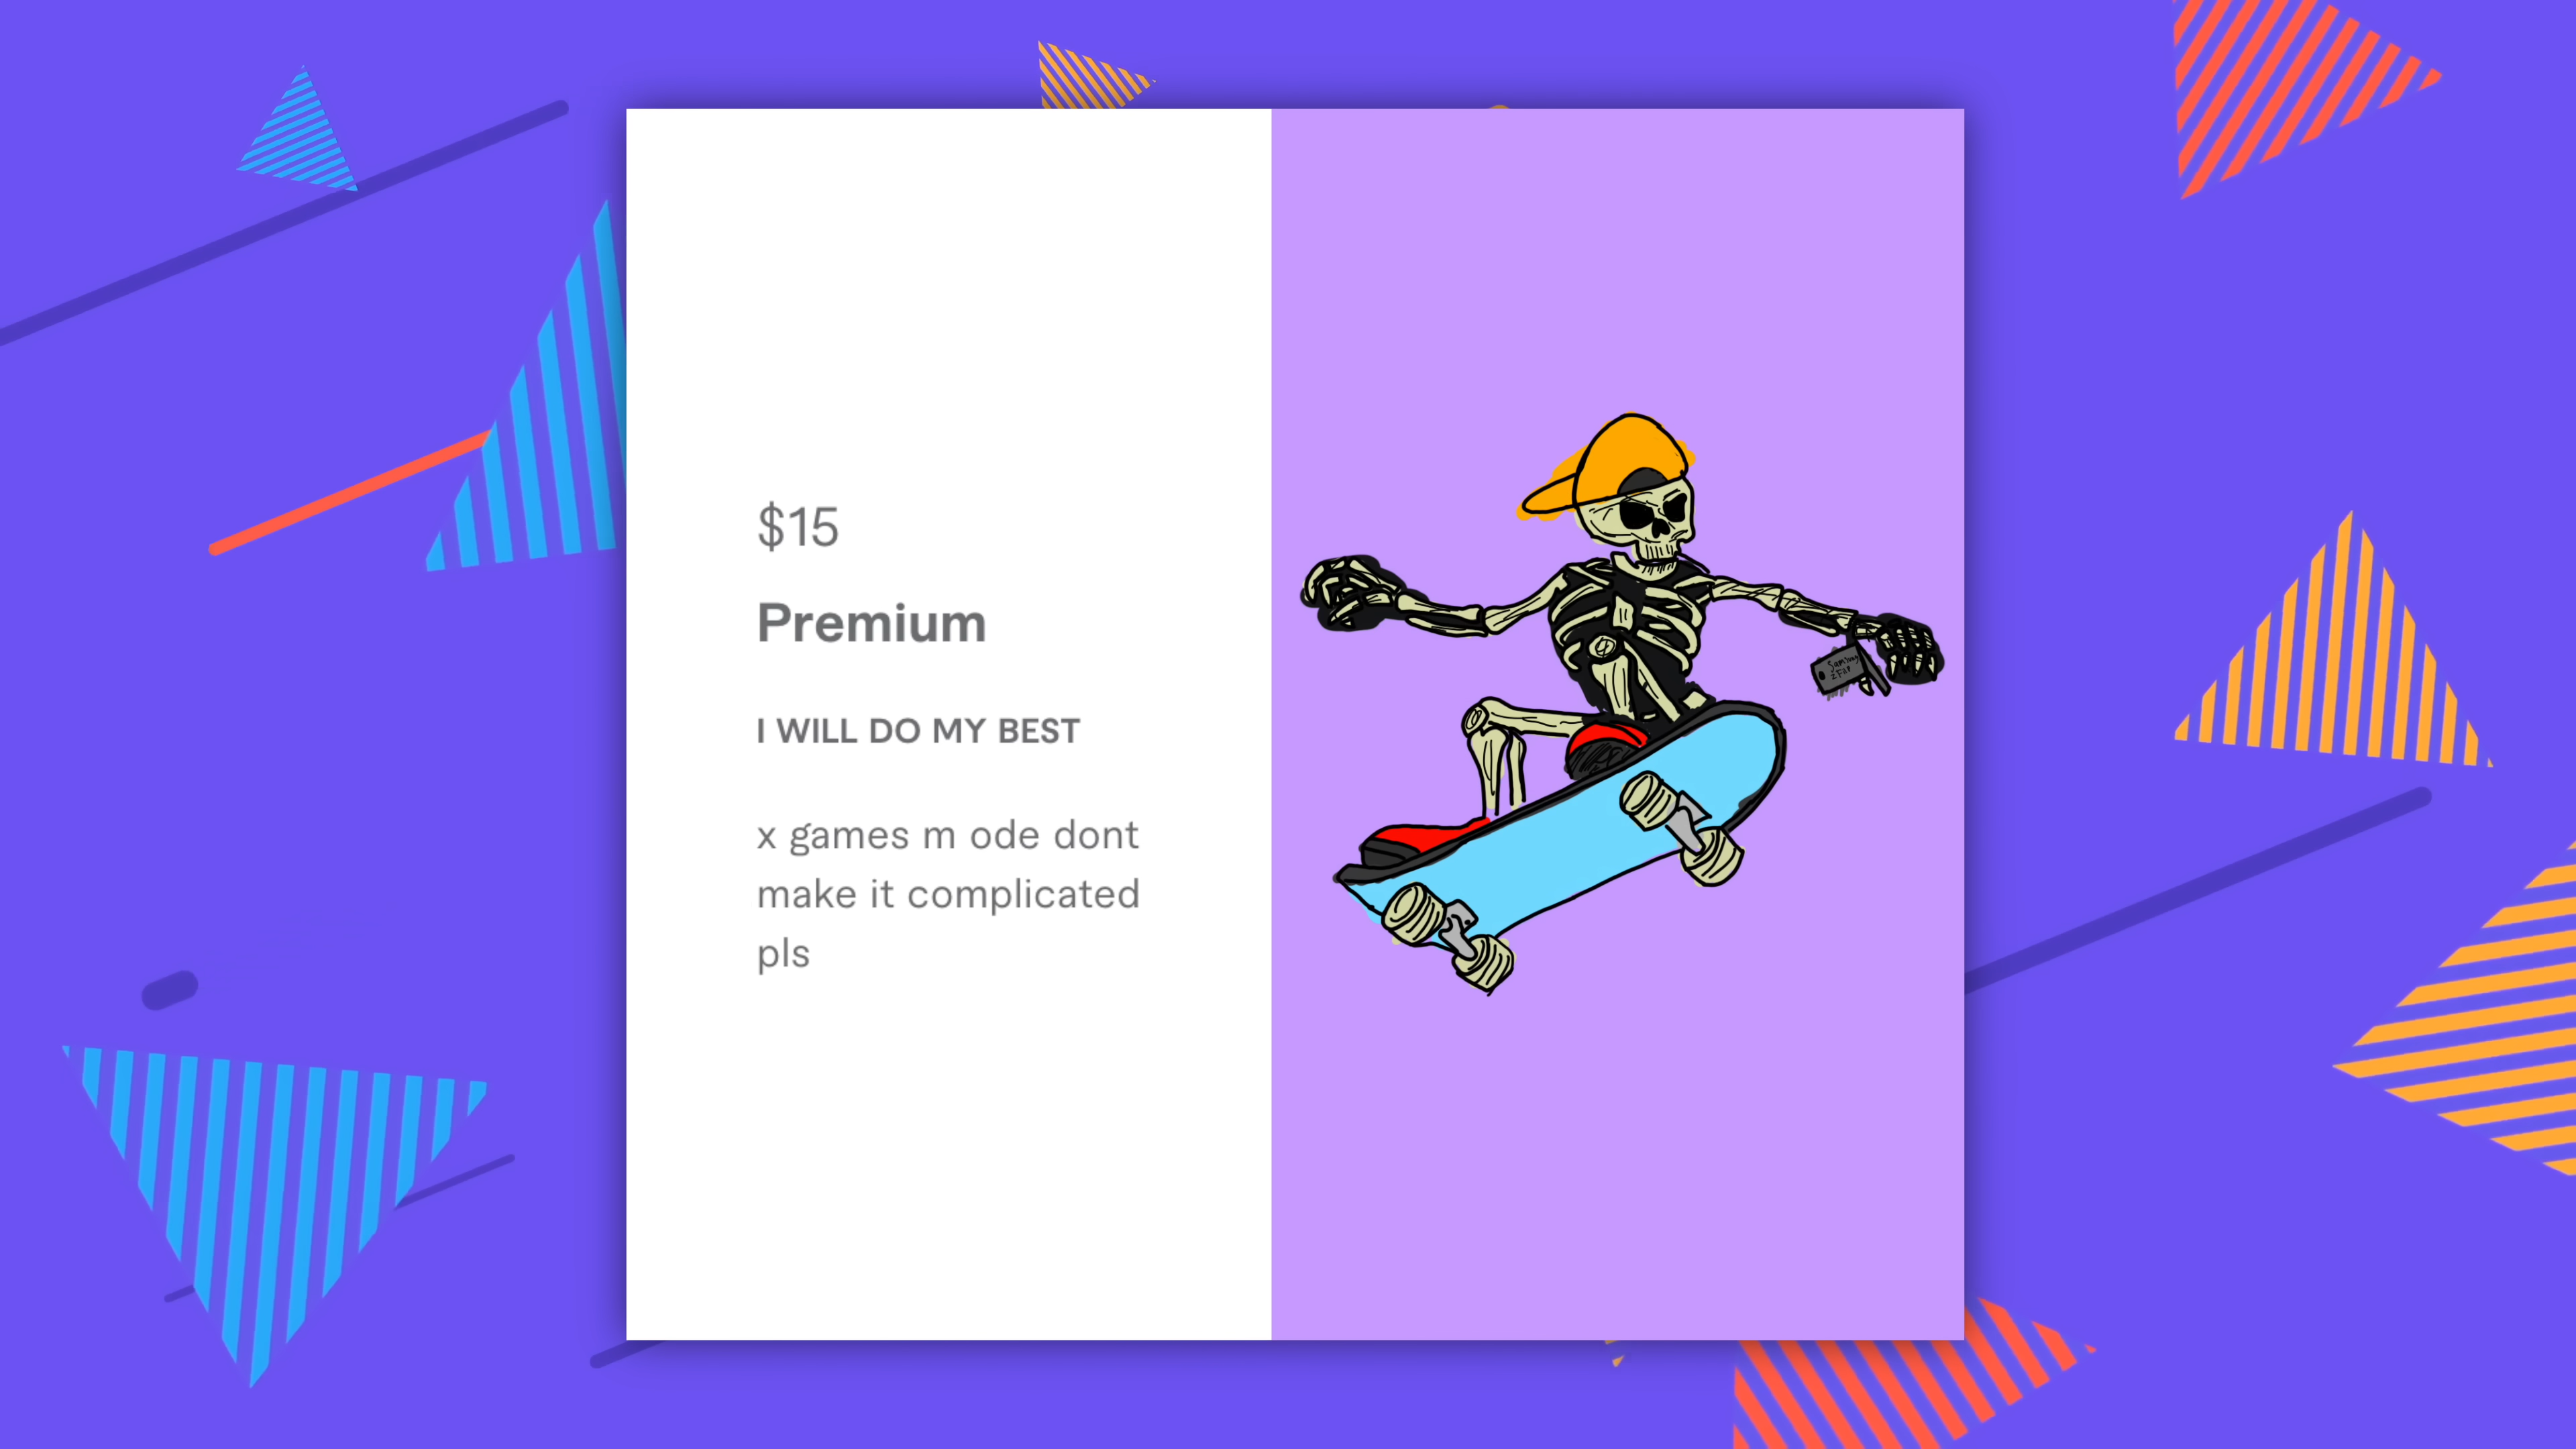 $15
Premium
I WILL DO MY BEST
x games m ode dont
make it complicated
pls